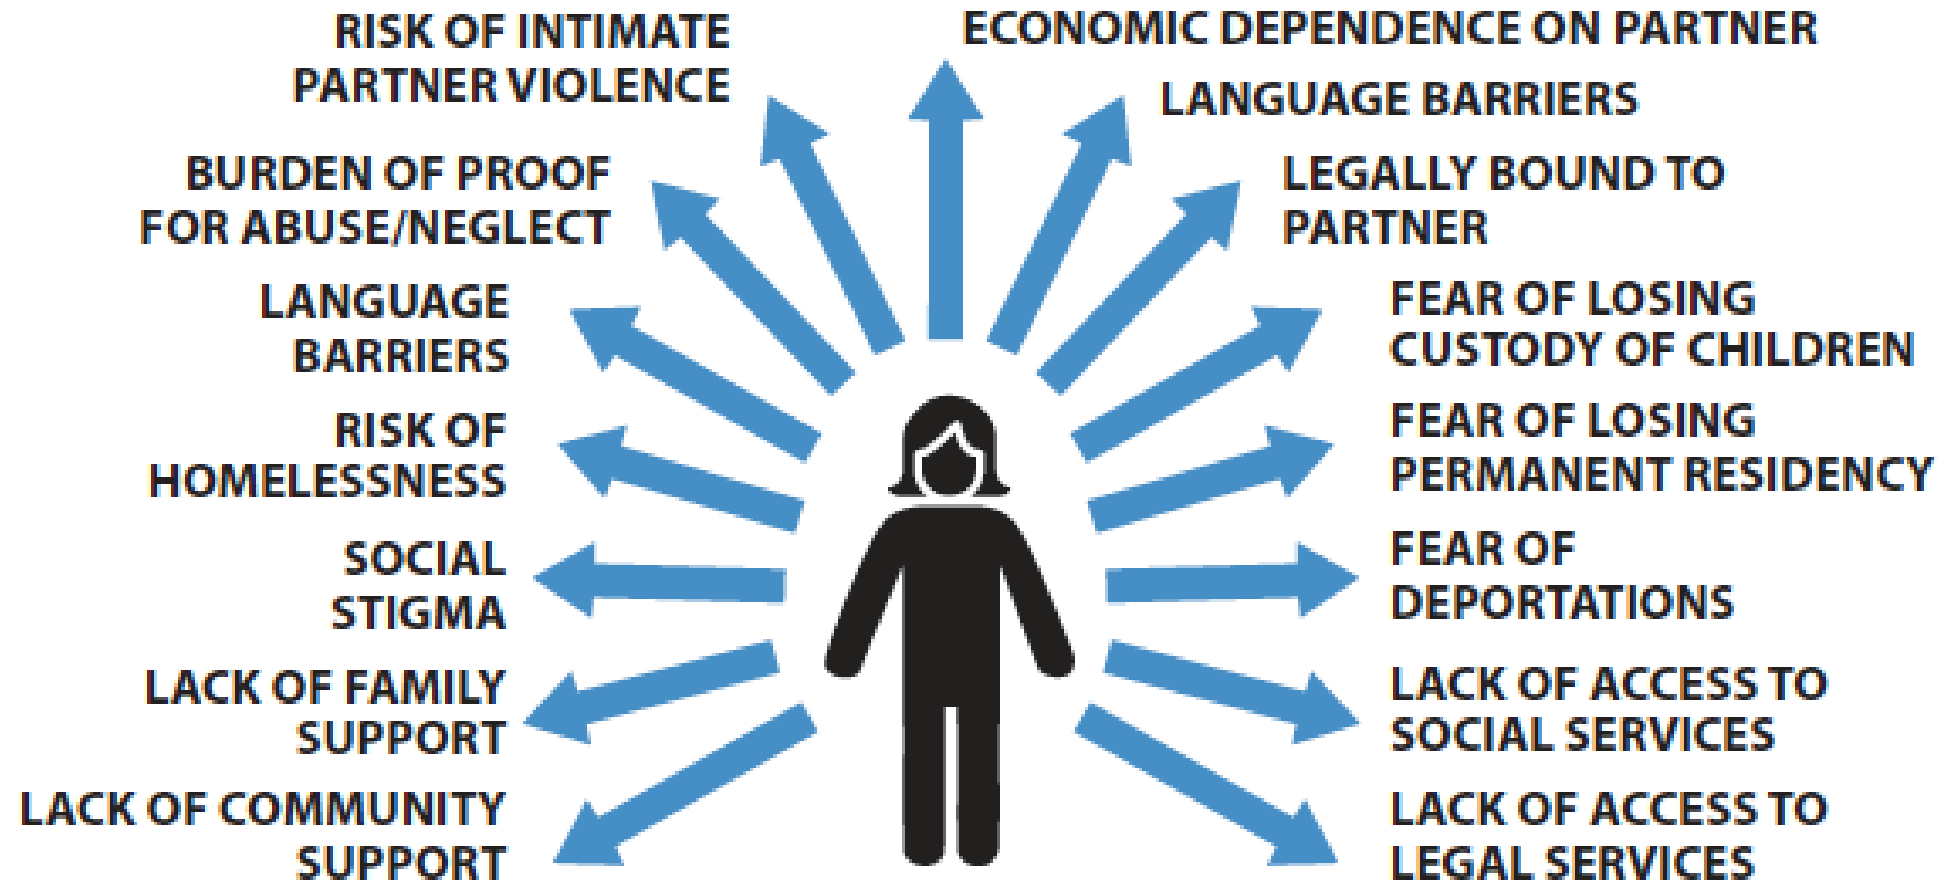 RISK OF INTIMATE
PARTNER VIOLENCE
BURDEN OF PROOF
FOR ABUSE/NEGLECT
LANGUAGE
BARRIERS
RISK OF
HOMELESSNESS
SOCIAL
STIGMA
LACK OF FAMILY
SUPPORT
LACK OF COMMUNITY
SUPPORT
ECONOMIC DEPENDENCE ON PARTNER
LANGUAGE BARRIERS
LEGALLY BOUND TO
PARTNER
FEAR OF LOSING
CUSTODY OF CHILDREN
FEAR OF LOSING
PERMANENT RESIDENCY
FEAR OF
DEPORTATIONS
LACK OF ACCESS TO
SOCIAL SERVICES
LACK OF ACCESS TO
LEGAL SERVICES